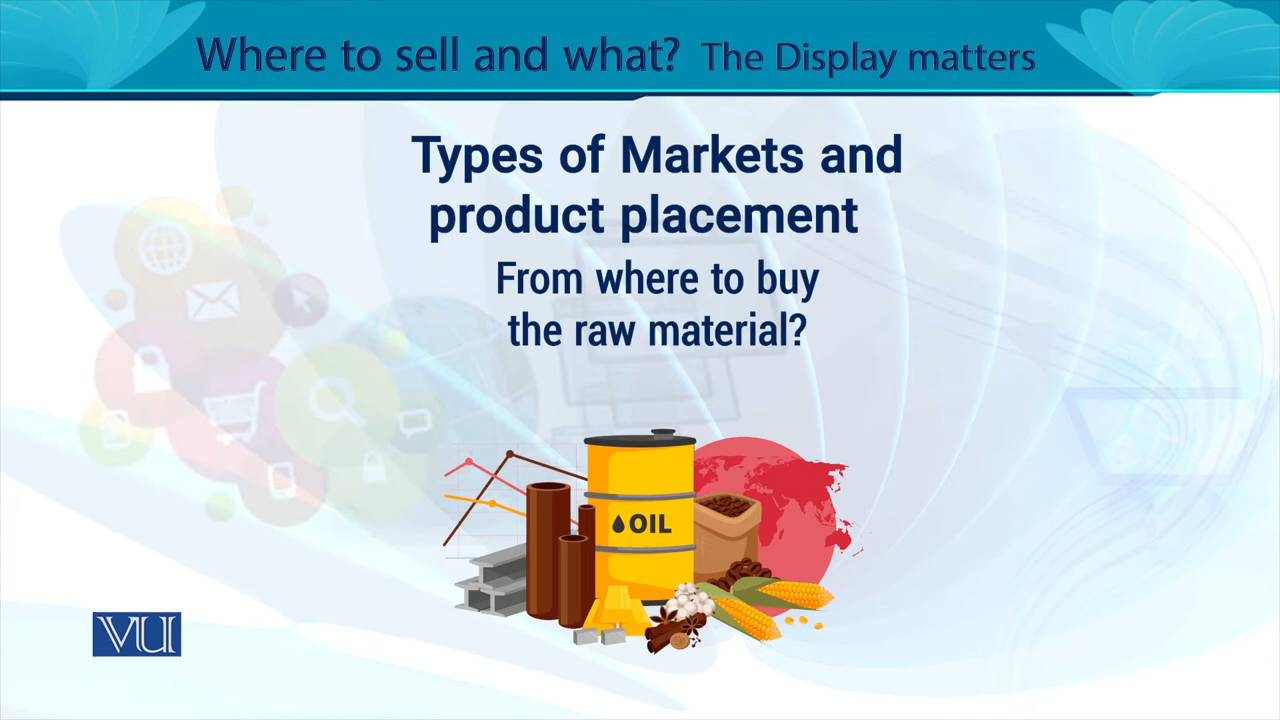 Where to sell and what? The Display matters
Types of Markets and
product placement
From where to buy
the raw material?
OIL
VU